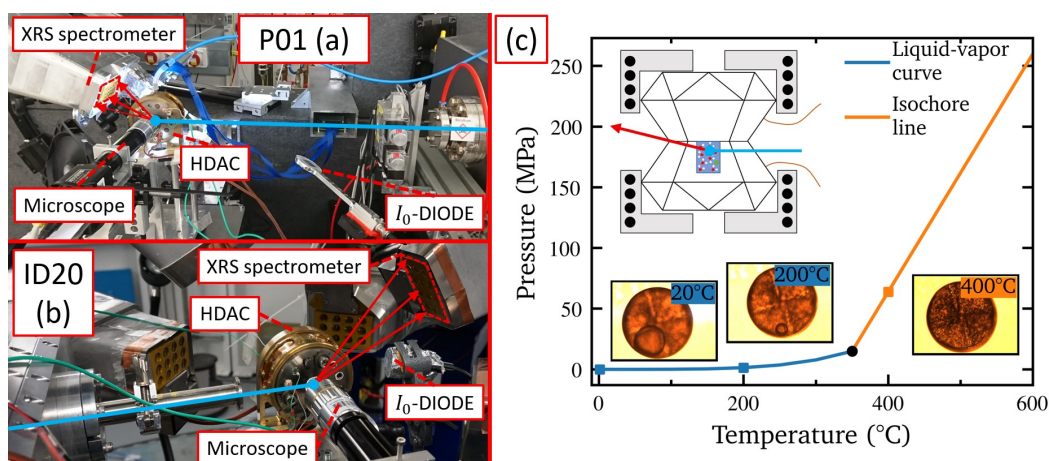 XRS spectrometer
P01 (a)
HDAC
Microscope
I₀-DIODE
ID20
(b)
XRS spectrometer
HDAC
I₀-DIODE
Microscope
(c)
Liquid-vapor
curve
Isochore
line
Pressure (MPa)
250
200
150
100
50
0
20°C
200°C
400°C
0
200
400
600
Temperature (°C)